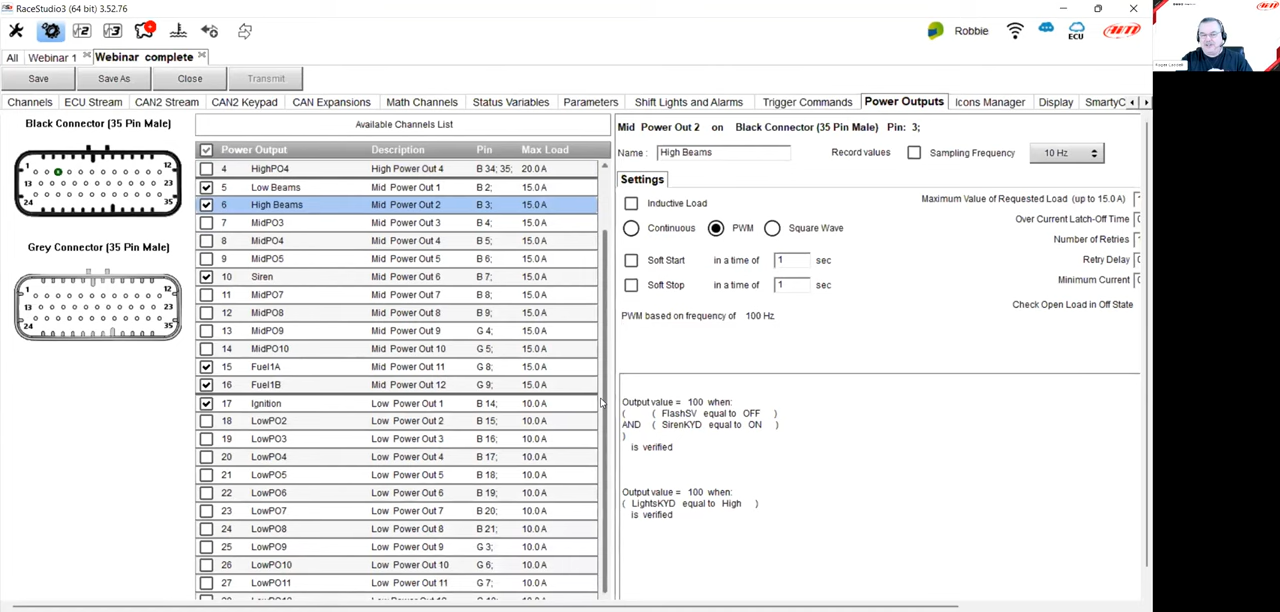 RaceStudio3 (64 bit) 3.52.76
Robbie
ECU
All Webinar 1 Webinar complete
Save Save As Close Transmit
Channels ECU Stream CAN2 Stream CAN2 Keypad CAN Expansions Math Channels Status Variables Parameters Shift Lights and Alarms Trigger Commands Power Outputs Icons Manager Display SmartyC
Black Connector (35 Pin Male)
1 12
13 23
24 35
Grey Connector (35 Pin Male)
1 12
13 23
24 35
Available Channels List
Power Output Description Pin Max Load
4 HighPO4 High Power Out 4 B 34; 35; 20.0 A
5 Low Beams Mid Power Out 1 B 2; 15.0 A
6 High Beams Mid Power Out 2 B 3; 15.0 A
7 MidPO3 Mid Power Out 3 B 4; 15.0 A
8 MidPO4 Mid Power Out 4 B 5; 15.0 A
9 MidPO5 Mid Power Out 5 B 6; 15.0 A
10 Siren Mid Power Out 6 B 7; 15.0 A
11 MidPO7 Mid Power Out 7 B 8; 15.0 A
12 MidPO8 Mid Power Out 8 B 9; 15.0 A
13 MidPO9 Mid Power Out 9 G 4; 15.0 A
14 MidPO10 Mid Power Out 10 G 5; 15.0 A
15 Fuel1A Mid Power Out 11 G 8; 15.0 A
16 Fuel1B Mid Power Out 12 G 9; 15.0 A
17 Ignition Low Power Out 1 B 14; 10.0 A
18 LowPO2 Low Power Out 2 B 15; 10.0 A
19 LowPO3 Low Power Out 3 B 16; 10.0 A
20 LowPO4 Low Power Out 4 B 17; 10.0 A
21 LowPO5 Low Power Out 5 B 18; 10.0 A
22 LowPO6 Low Power Out 6 B 19; 10.0 A
23 LowPO7 Low Power Out 7 B 20; 10.0 A
24 LowPO8 Low Power Out 8 B 21; 10.0 A
25 LowPO9 Low Power Out 9 G 3; 10.0 A
26 LowPO10 Low Power Out 10 G 6; 10.0 A
27 LowPO11 Low Power Out 11 G 7; 10.0 A
Mid Power Out 2 on Black Connector (35 Pin Male) Pin: 3;
Name : High Beams Record values Sampling Frequency 10 Hz
Settings
Inductive Load
Continuous PWM Square Wave
Soft Start in a time of 1 sec
Soft Stop in a time of 1 sec
PWM based on frequency of 100 Hz
Maximum Value of Requested Load (up to 15.0 A)
Over Current Latch-Off Time
Number of Retries
Retry Delay
Minimum Current
Check Open Load in Off State
Output value = 100 when:
( ( FlashSV equal to OFF )
AND ( SirenKYD equal to ON )
)
is verified
Output value = 100 when:
( LightsKYD equal to High )
is verified